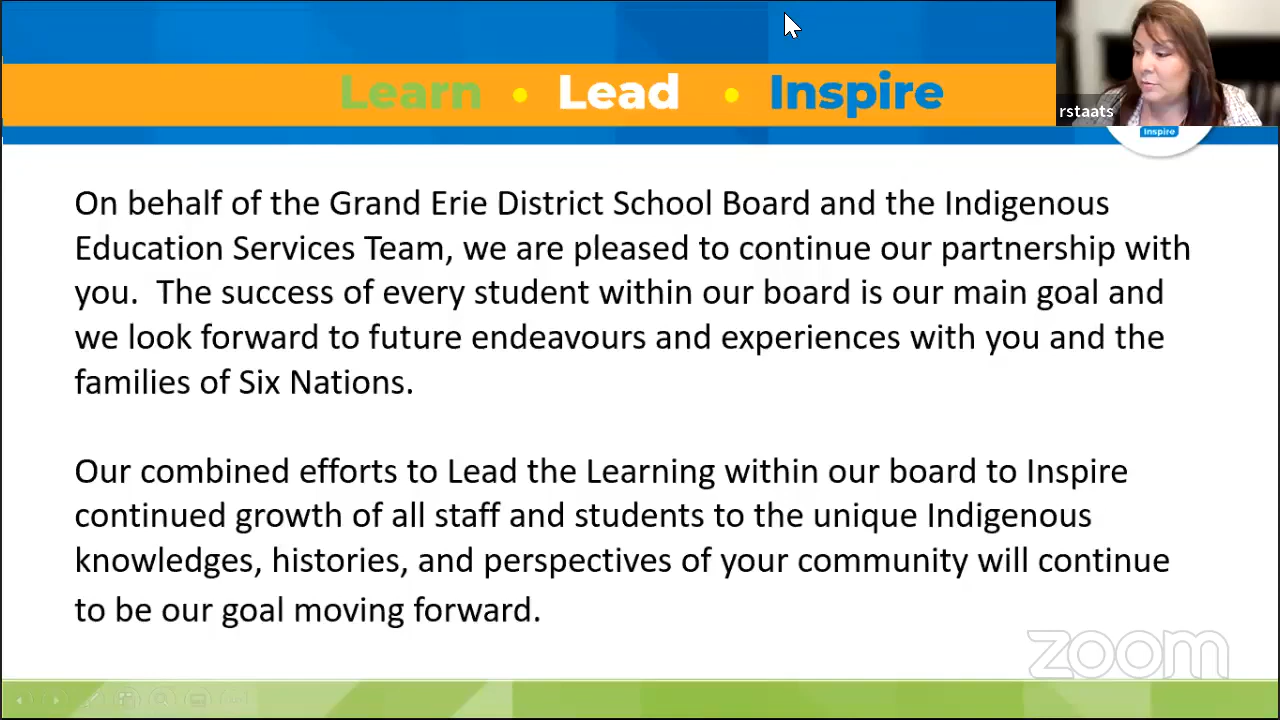 Learn • Lead • Inspire
rstaats
Inspire
On behalf of the Grand Erie District School Board and the Indigenous
Education Services Team, we are pleased to continue our partnership with
you.  The success of every student within our board is our main goal and
we look forward to future endeavours and experiences with you and the
families of Six Nations.
Our combined efforts to Lead the Learning within our board to Inspire
continued growth of all staff and students to the unique Indigenous
knowledges, histories, and perspectives of your community will continue
to be our goal moving forward.
zoom